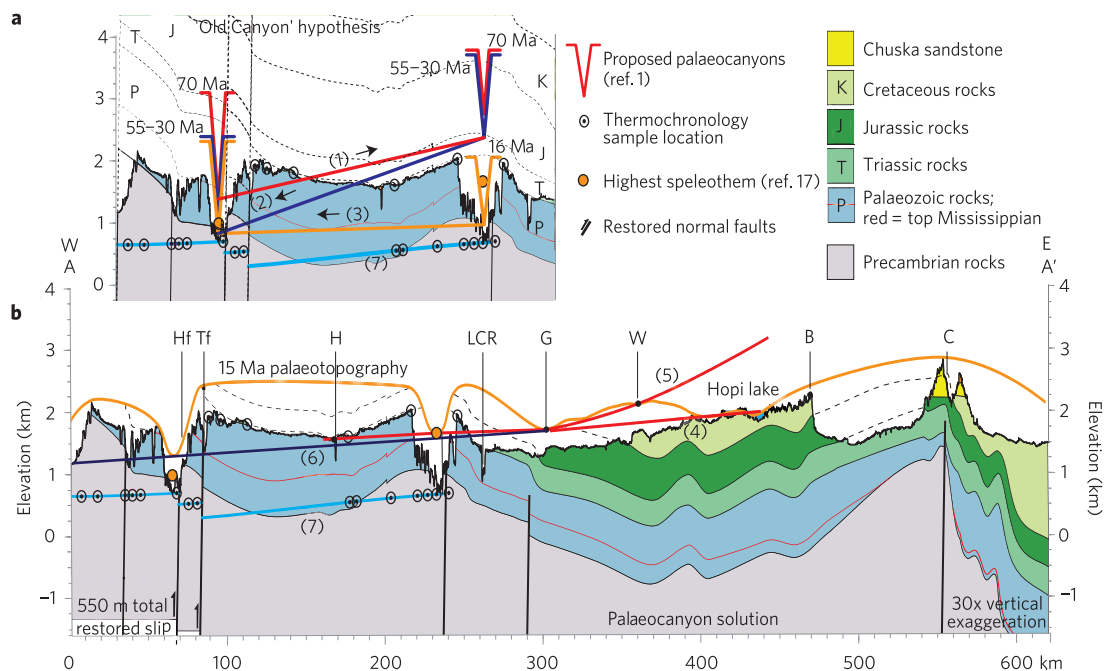 a
'Old Canyon' hypothesis
4
3
2
1
0
T
J
P
70 Ma
55–30 Ma
70 Ma
55–30 Ma
16 Ma
K
J
T
P
(1)
(2)
(3)
(7)
W
A
Proposed palaeocanyons
(ref. 1)
Thermochronology
sample location
Highest speleothem (ref. 17)
Restored normal faults
Chuska sandstone
K Cretaceous rocks
J Jurassic rocks
T Triassic rocks
P Palaeozoic rocks;
red = top Mississippian
Precambrian rocks
E
A'
b
4
3
2
1
0
−1
Elevation (km)
Hf
Tf
H
LCR
G
W
B
C
15 Ma palaeotopography
(5)
Hopi lake
(4)
(6)
(7)
4
3
2
1
0
−1
Elevation (km)
550 m total
restored slip
Palaeocanyon solution
30x vertical
exaggeration
0
100
200
300
400
500
600 km